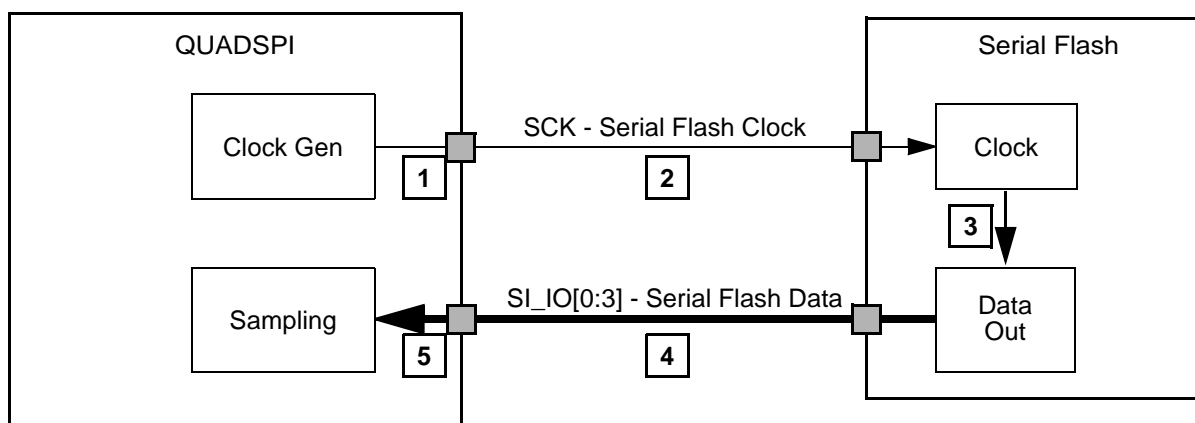 QUADSPI
Serial Flash
Clock Gen
SCK - Serial Flash Clock
Clock
1
2
3
Sampling
SI_IO[0:3] - Serial Flash Data
Data
Out
5
4